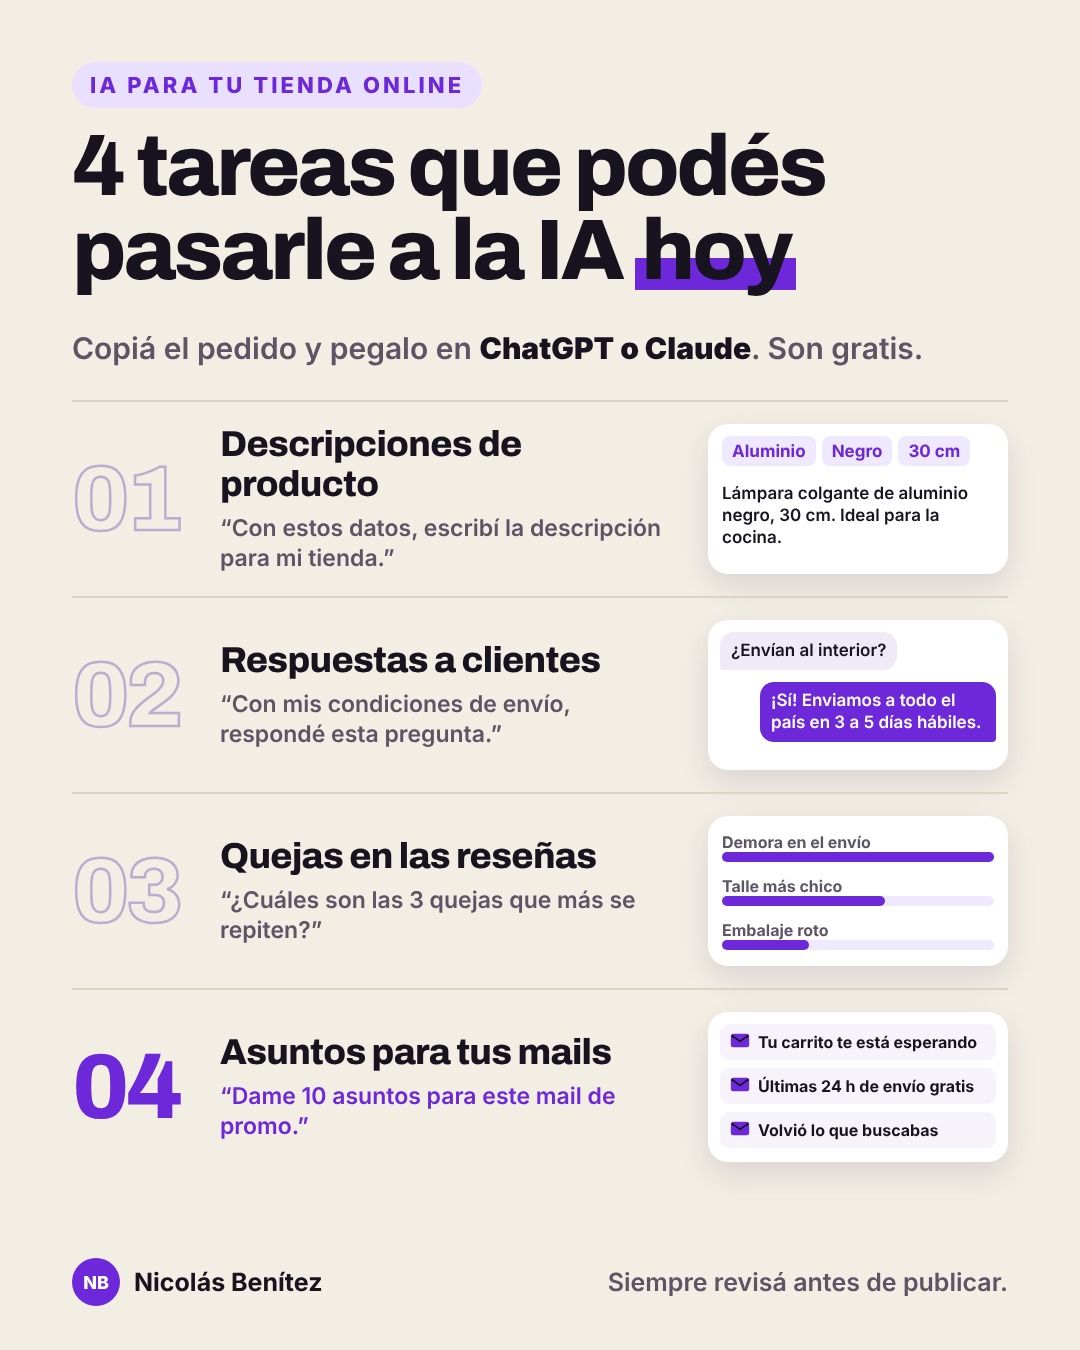 IA PARA TU TIENDA ONLINE
4 tareas que podés
pasarle a la IA hoy
Copiá el pedido y pegalo en ChatGPT o Claude. Son gratis.
01
Descripciones de
producto
“Con estos datos, escribí la descripción
para mi tienda.”
Aluminio Negro 30 cm
Lámpara colgante de aluminio
negro, 30 cm. Ideal para la
cocina.
02
Respuestas a clientes
“Con mis condiciones de envío,
respondé esta pregunta.”
¿Envían al interior?
¡Sí! Enviamos a todo el
país en 3 a 5 días hábiles.
03
Quejas en las reseñas
“¿Cuáles son las 3 quejas que más se
repiten?”
Demora en el envío
Talle más chico
Embalaje roto
04
Asuntos para tus mails
“Dame 10 asuntos para este mail de
promo.”
Tu carrito te está esperando
Últimas 24 h de envío gratis
Volvió lo que buscabas
NB Nicolás Benítez
Siempre revisá antes de publicar.